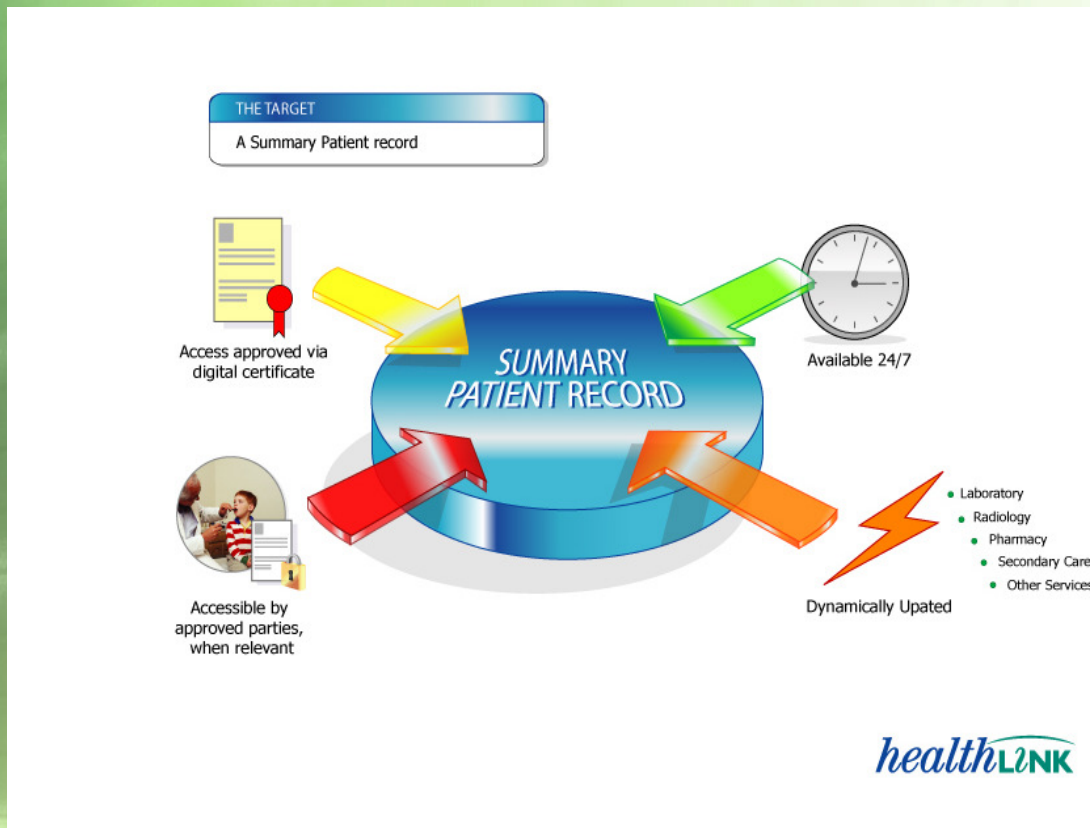 THE TARGET
A Summary Patient record
Access approved via
digital certificate
Available 24/7
SUMMARY
PATIENT RECORD
Accessible by
approved parties,
when relevant
Laboratory
Radiology
Pharmacy
Secondary Care
Other Services
Dynamically Upated
healthLINK